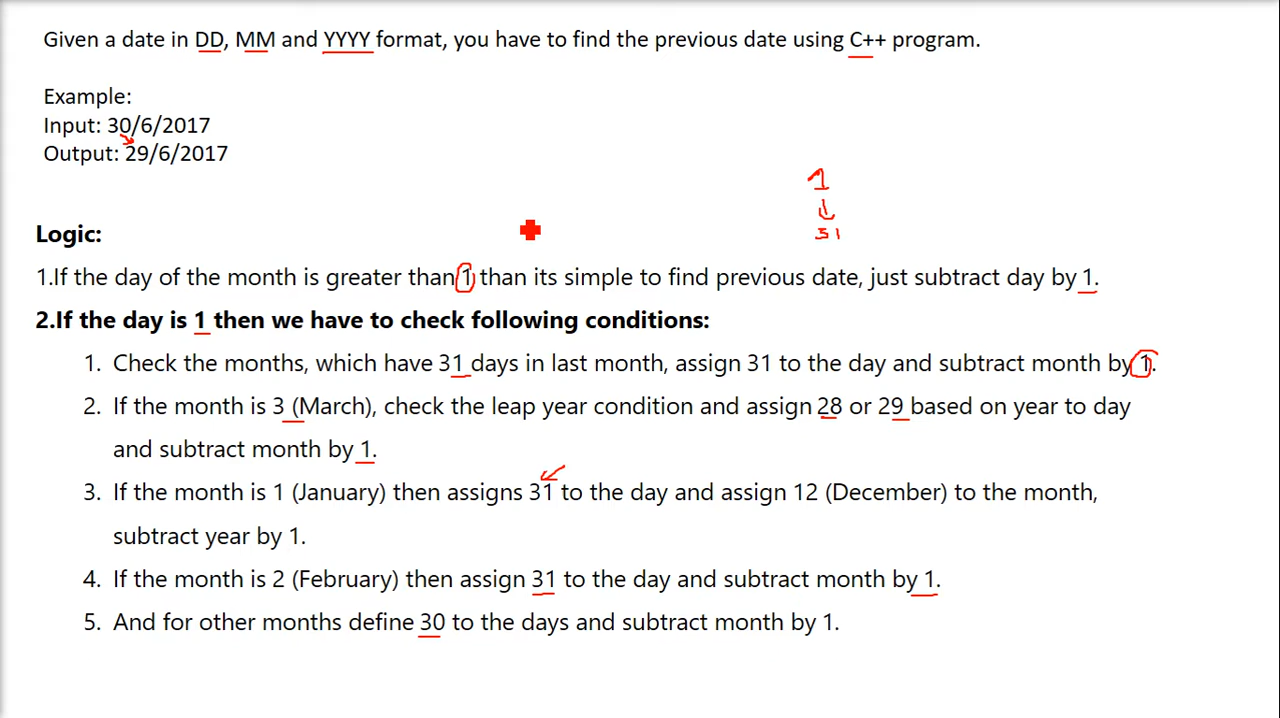 Given a date in DD, MM and YYYY format, you have to find the previous date using C++ program.
Example:
Input: 30/6/2017
Output: 29/6/2017
1
31
Logic:
1.If the day of the month is greater than 1 than its simple to find previous date, just subtract day by 1.
2.If the day is 1 then we have to check following conditions:
1. Check the months, which have 31 days in last month, assign 31 to the day and subtract month by 1.
2. If the month is 3 (March), check the leap year condition and assign 28 or 29 based on year to day
and subtract month by 1.
3. If the month is 1 (January) then assigns 31 to the day and assign 12 (December) to the month,
subtract year by 1.
4. If the month is 2 (February) then assign 31 to the day and subtract month by 1.
5. And for other months define 30 to the days and subtract month by 1.